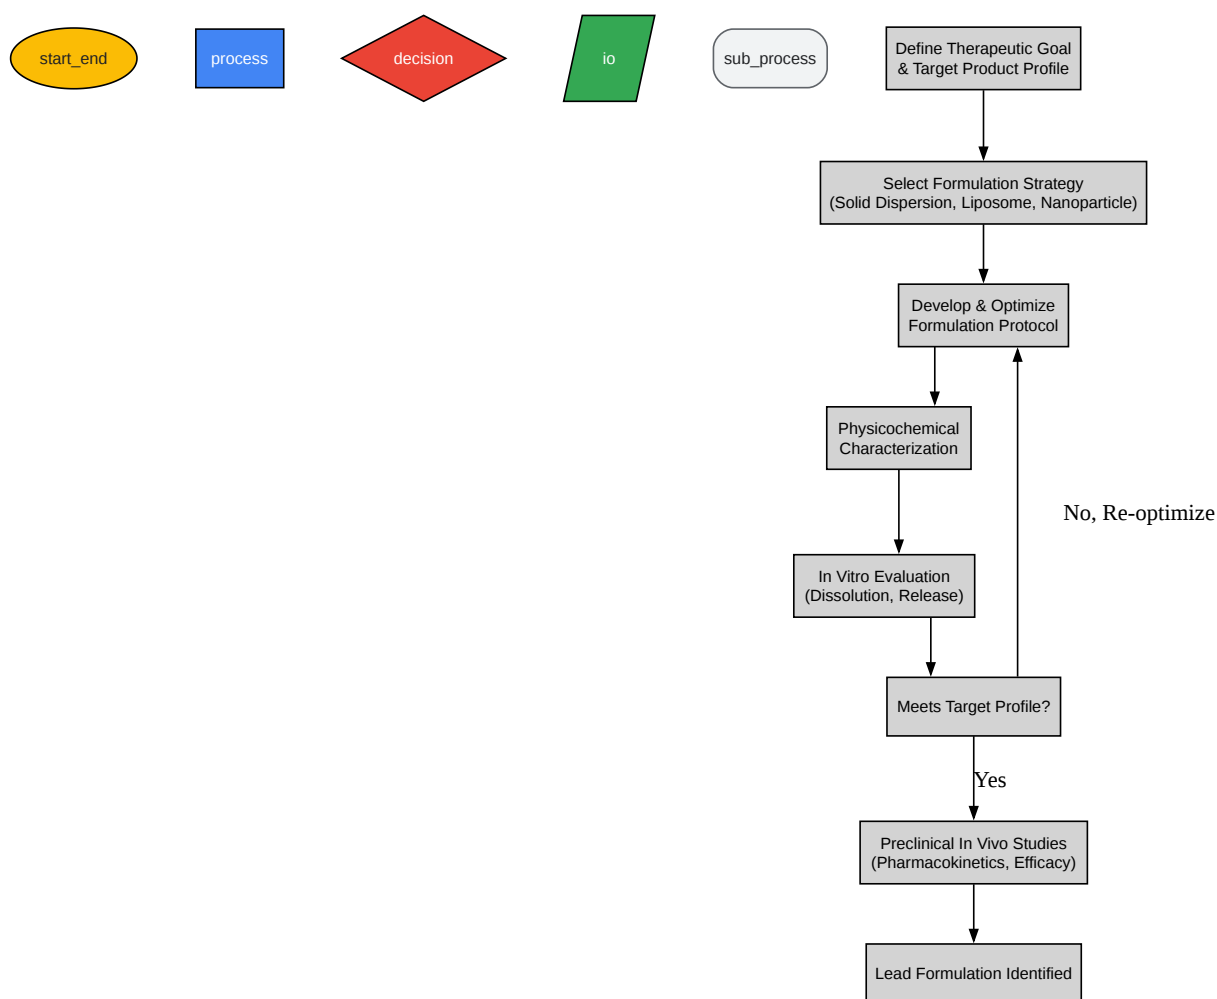 start_end
process
decision
io
sub_process
Define Therapeutic Goal
& Target Product Profile
Select Formulation Strategy
(Solid Dispersion, Liposome, Nanoparticle)
Develop & Optimize
Formulation Protocol
Physicochemical
Characterization
No, Re-optimize
In Vitro Evaluation
(Dissolution, Release)
Meets Target Profile?
Yes
Preclinical In Vivo Studies
(Pharmacokinetics, Efficacy)
Lead Formulation Identified